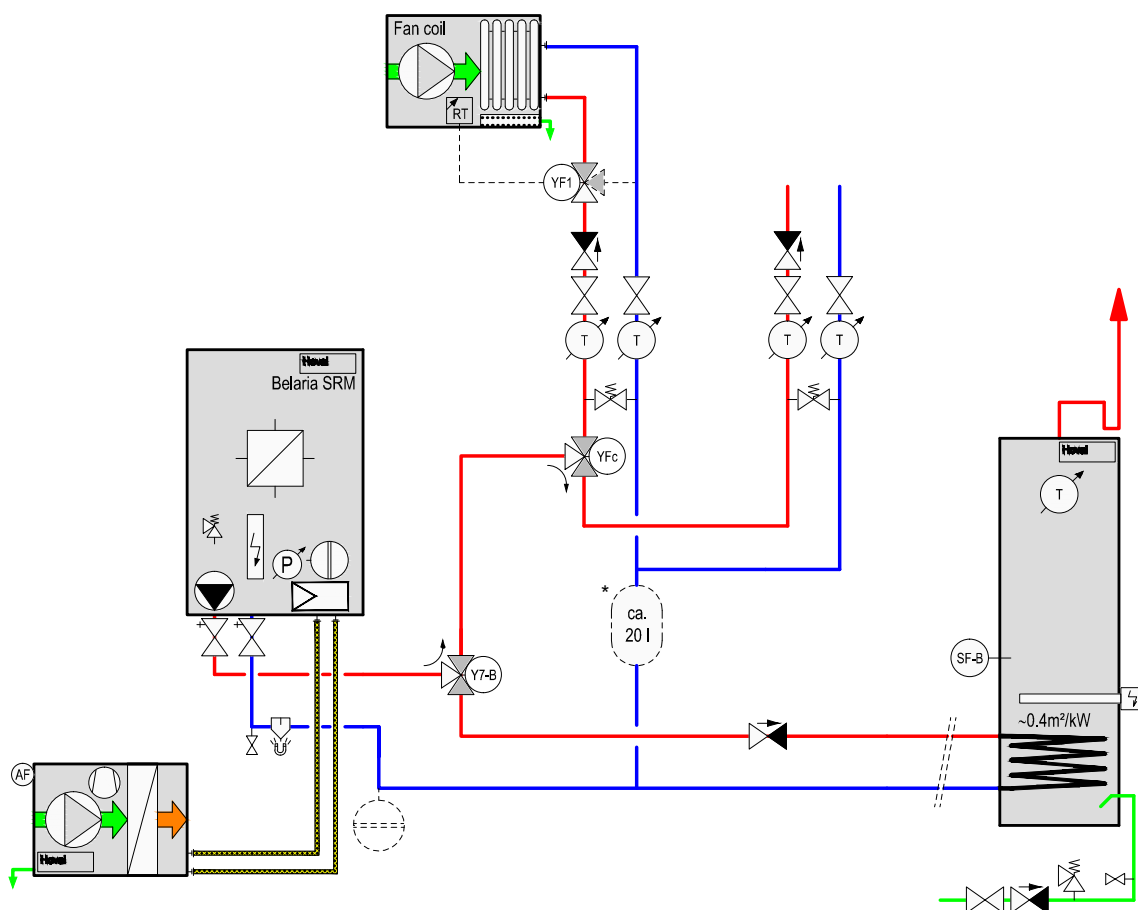 Fan coil
RT
YF1
T
T
T
T
Hoval
Belaria SRM
YFc
Hoval
T
P
*
ca.
20 l
SF-B
Y7-B
~0.4m²/kW
AF
Hoval